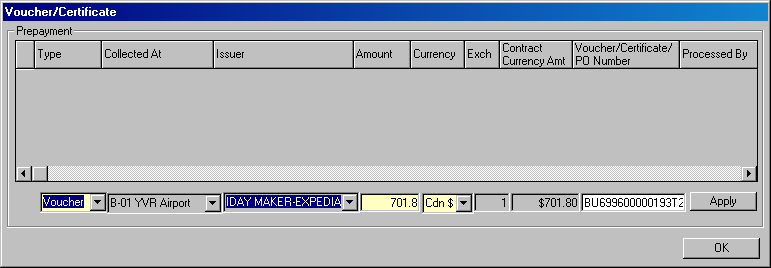 Voucher/Certificate
Prepayment
Type Collected At Issuer Amount Currency Exch Contract Currency Amt Voucher/Certificate/ PO Number Processed By
Voucher B-01 YVR Airport IDAY MAKER-EXPEDIA 701.8 Cdn $ 1 $701.80 BU699600000193T2 Apply
OK